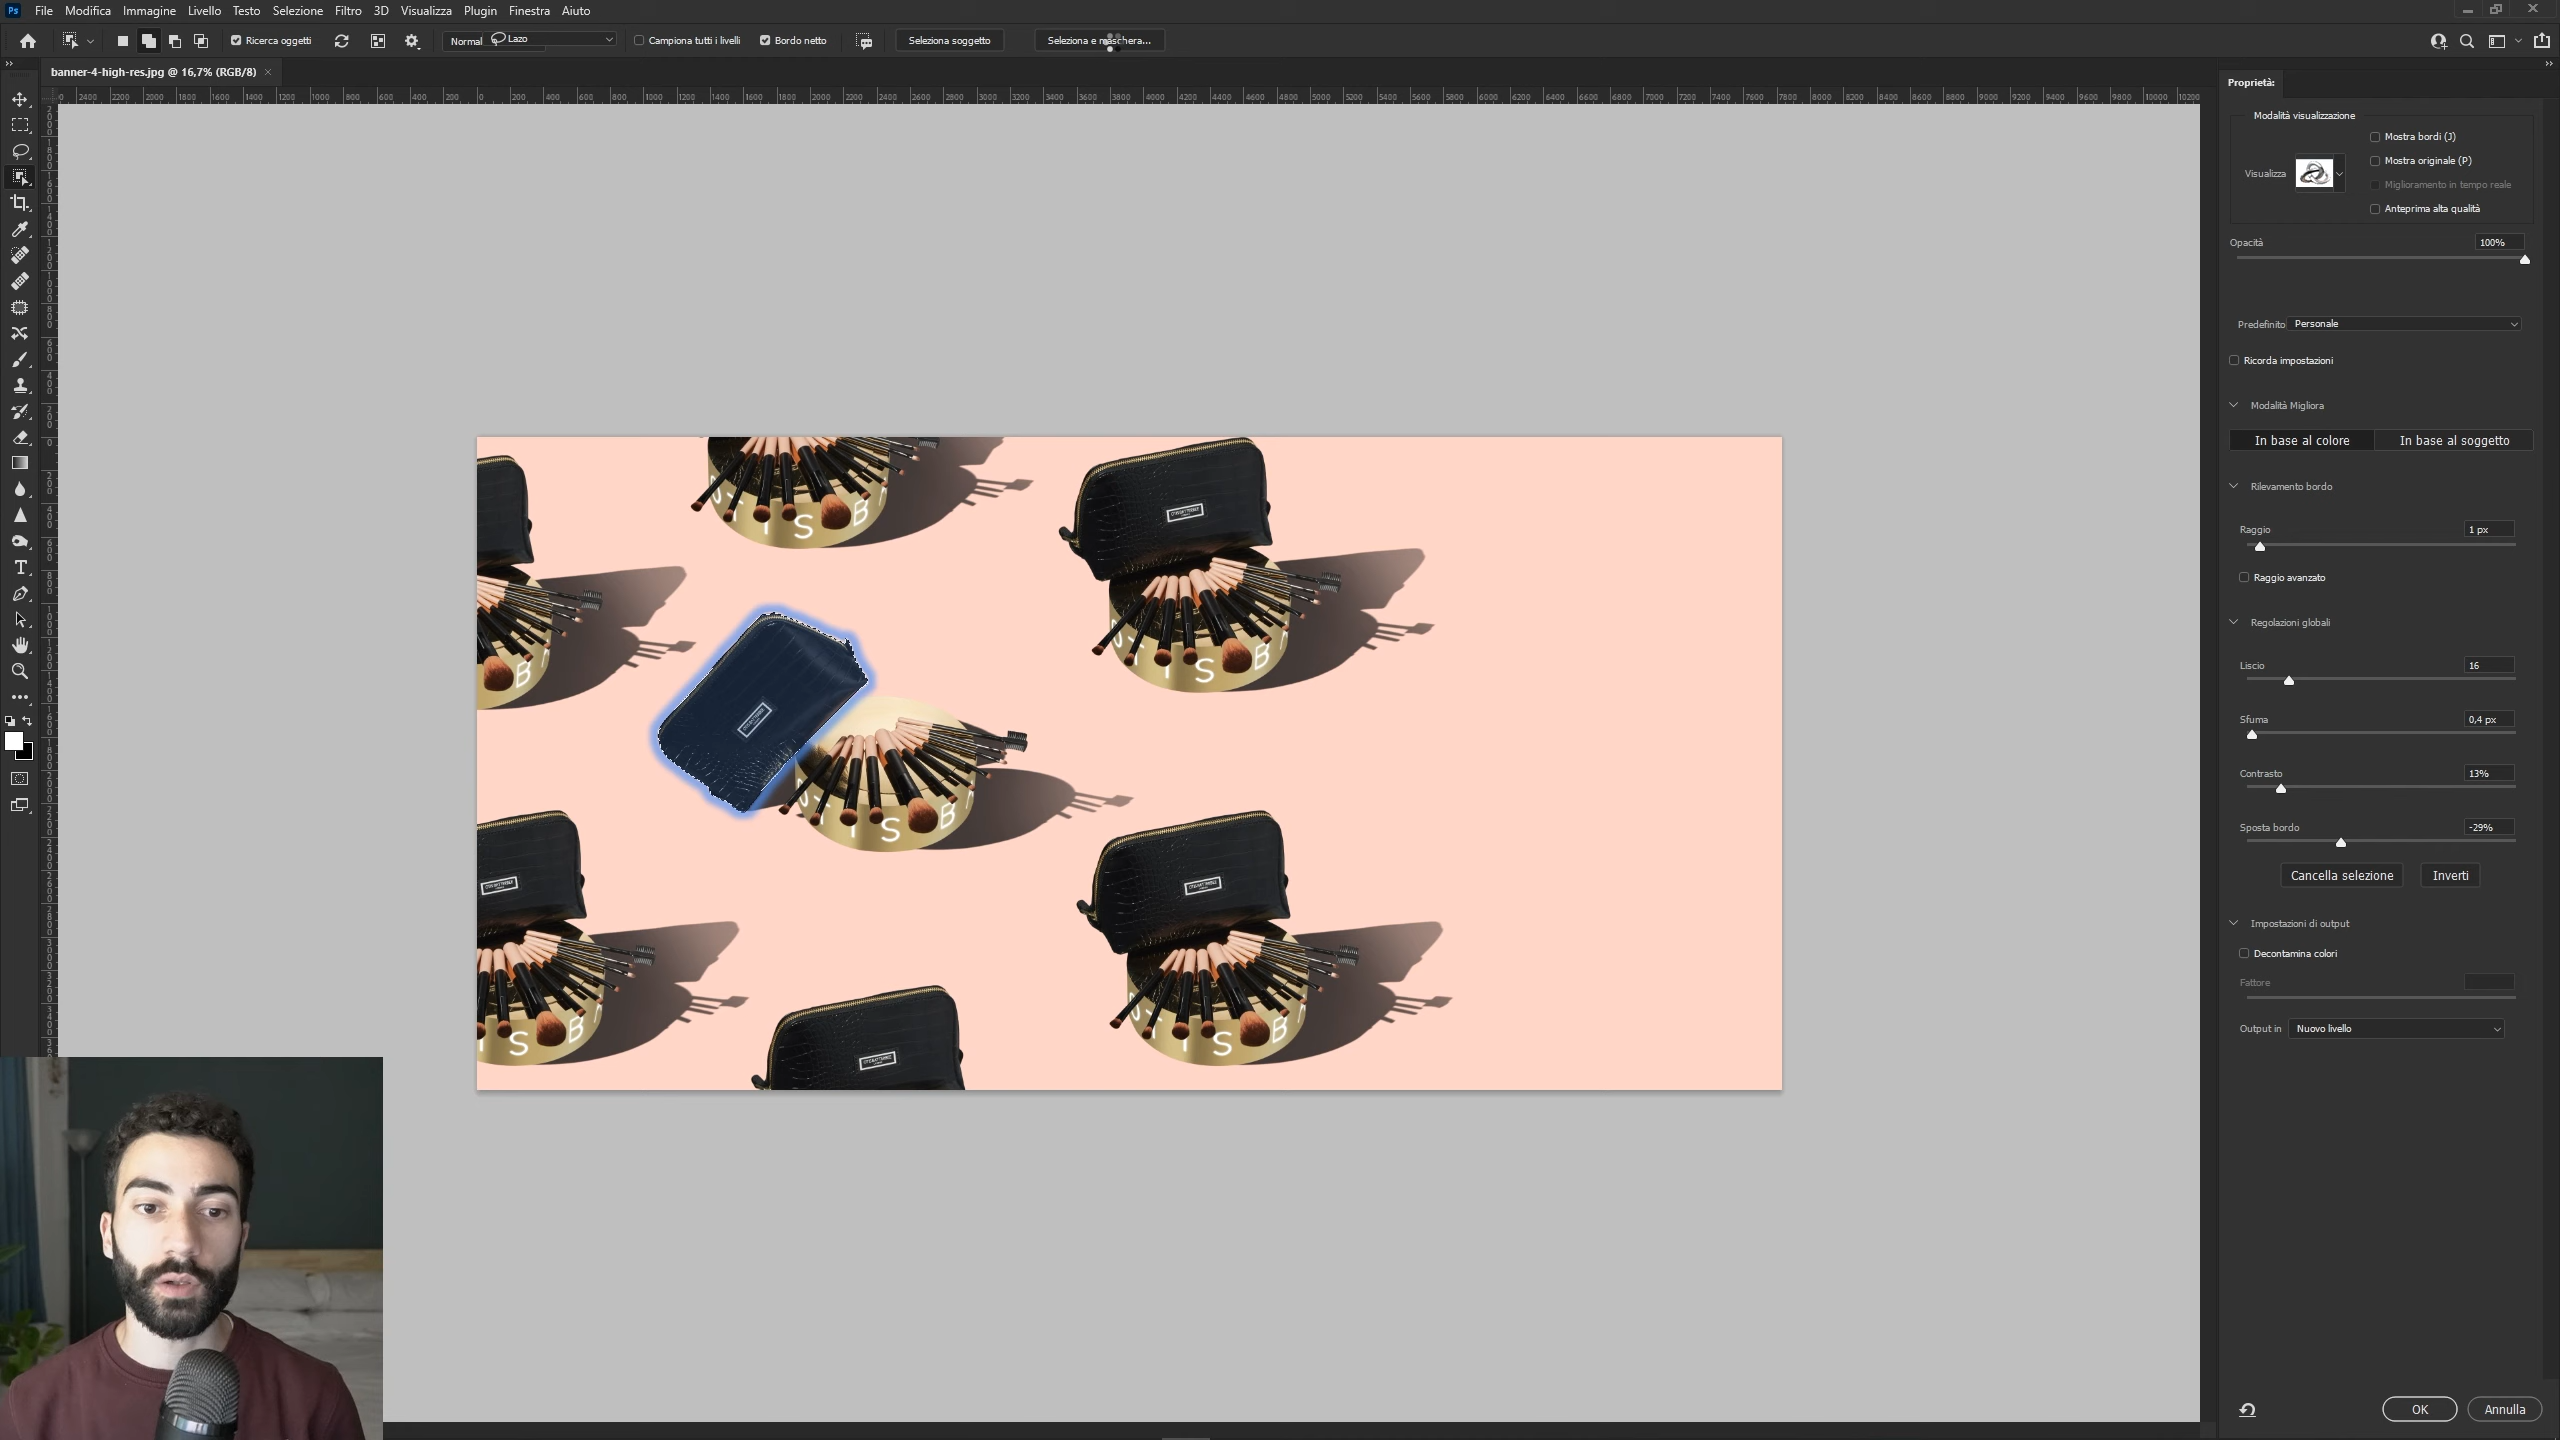 Ps File Modifica Immagine Livello Testo Selezione Filtro 3D Visualizza Plugin Finestra Aiuto
Ricerca oggetti Normal Lazo Campiona tutti i livelli Bordo netto Seleziona soggetto Seleziona e maschera...
banner-4-high-res.jpg @ 16,7% (RGB/8)
Proprietà:
Modalità visualizzazione
Mostra bordi (J)
Mostra originale (P)
Visualizza
Miglioramento in tempo reale
Anteprima alta qualità
Opacità 100%
Predefinito Personale
Ricorda impostazioni
Modalità Migliora
In base al colore In base al soggetto
Rilevamento bordo
Raggio 1 px
Raggio avanzato
Regolazioni globali
Liscio 16
Sfuma 0,4 px
Contrasto 13%
Sposta bordo -29%
Cancella selezione Inverti
Impostazioni di output
Decontamina colori
Fattore
Output in Nuovo livello
OK Annulla